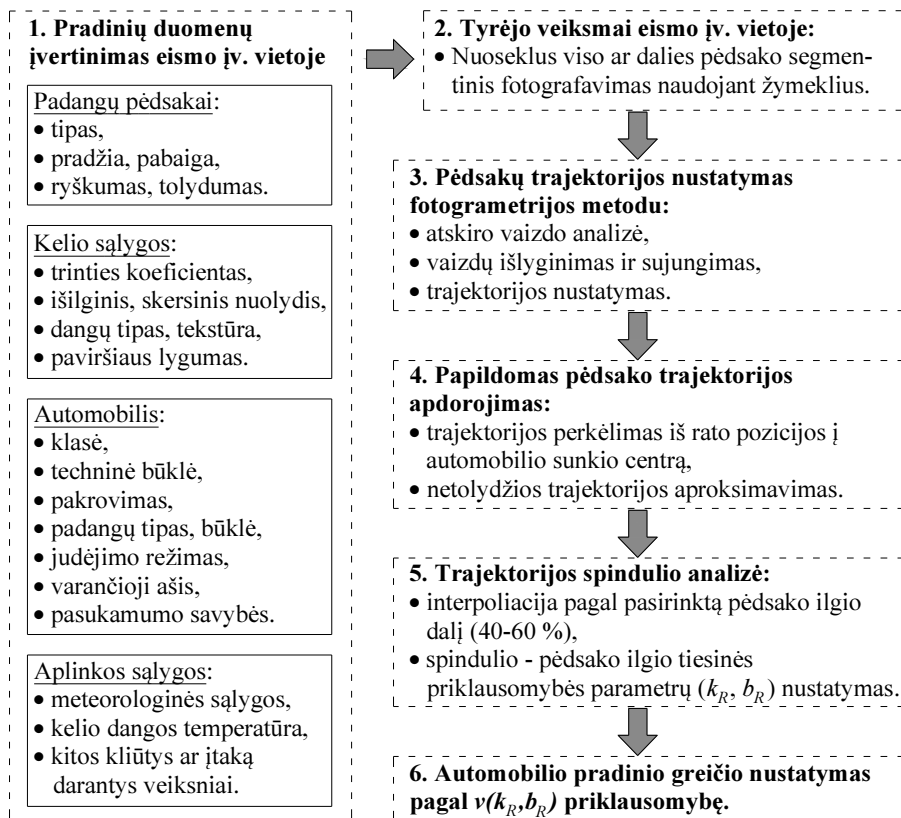 1. Pradinių duomenų
įvertinimas eismo įv. vietoje
Padangų pėdsakai:
• tipas,
• pradžia, pabaiga,
• ryškumas, tolydumas.
Kelio sąlygos:
• trinties koeficientas,
• išilginis, skersinis nuolydis,
• dangų tipas, tekstūra,
• paviršiaus lygumas.
Automobilis:
• klasė,
• techninė būklė,
• pakrovimas,
• padangų tipas, būklė,
• judėjimo režimas,
• varančioji ašis,
• pasukamumo savybės.
Aplinkos sąlygos:
• meteorologinės sąlygos,
• kelio dangos temperatūra,
• kitos kliūtys ar įtaką
darantys veiksniai.
2. Tyrėjo veiksmai eismo įv. vietoje:
• Nuoseklus viso ar dalies pėdsako segmen-
tinis fotografavimas naudojant žymeklius.
3. Pėdsakų trajektorijos nustatymas
fotogrametrijos metodu:
• atskiro vaizdo analizė,
• vaizdų išlyginimas ir sujungimas,
• trajektorijos nustatymas.
4. Papildomas pėdsako trajektorijos
apdorojimas:
• trajektorijos perkėlimas iš rato pozicijos į
automobilio sunkio centrą,
• netolydžios trajektorijos aproksimavimas.
5. Trajektorijos spindulio analizė:
• interpoliacija pagal pasirinktą pėdsako ilgio
dalį (40-60 %),
• spindulio - pėdsako ilgio tiesinės
priklausomybės parametrų (k_R, b_R) nustatymas.
6. Automobilio pradinio greičio nustatymas
pagal v(k_R,b_R) priklausomybę.